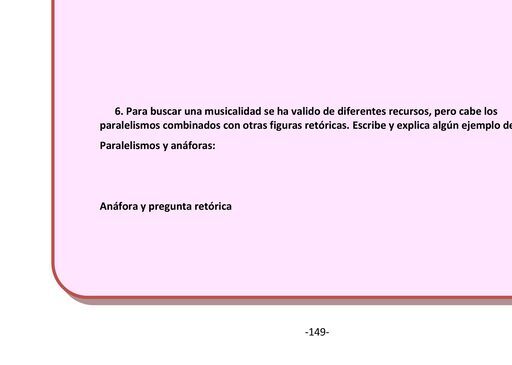 6. Para buscar una musicalidad se ha valido de diferentes recursos, pero cabe los
paralelismos combinados con otras figuras retóricas. Escribe y explica algún ejemplo de
Paralelismos y anáforas:
Anáfora y pregunta retórica
-149-